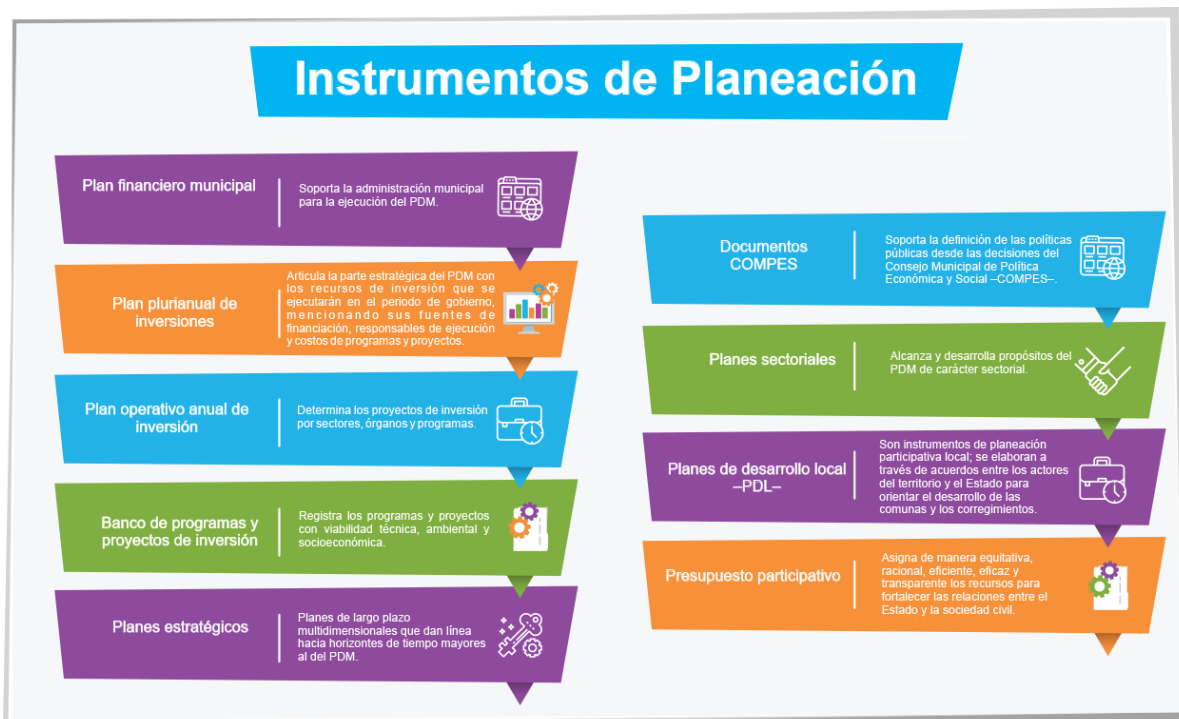 Instrumentos de Planeación
Plan financiero municipal
Soporta la administración municipal
para la ejecución del PDM.
Plan plurianual de
inversiones
Articula la parte estratégica del PDM con
los recursos de inversión que se
ejecutarán en el periodo de gobierno,
mencionando sus fuentes de
financiación, responsables de ejecución
y costos de programas y proyectos.
Plan operativo anual de
inversión
Determina los proyectos de inversión
por sectores, órganos y programas.
Banco de programas y
proyectos de inversión
Registra los programas y proyectos
con viabilidad técnica, ambiental y
socioeconómica.
Planes estratégicos
Planes de largo plazo
multidimensionales que dan línea
hacia horizontes de tiempo mayores
al del PDM.
Documentos
COMPES
Soporta la definición de las políticas
públicas desde las decisiones del
Consejo Municipal de Política
Económica y Social –COMPES–.
Planes sectoriales
Alcanza y desarrolla propósitos del
PDM de carácter sectorial.
Planes de desarrollo local
–PDL–
Son instrumentos de planeación
participativa local; se elaboran a
través de acuerdos entre los actores
del territorio y el Estado para
orientar el desarrollo de las
comunas y los corregimientos.
Presupuesto participativo
Asigna de manera equitativa,
racional, eficiente, eficaz y
transparente los recursos para
fortalecer las relaciones entre el
Estado y la sociedad civil.